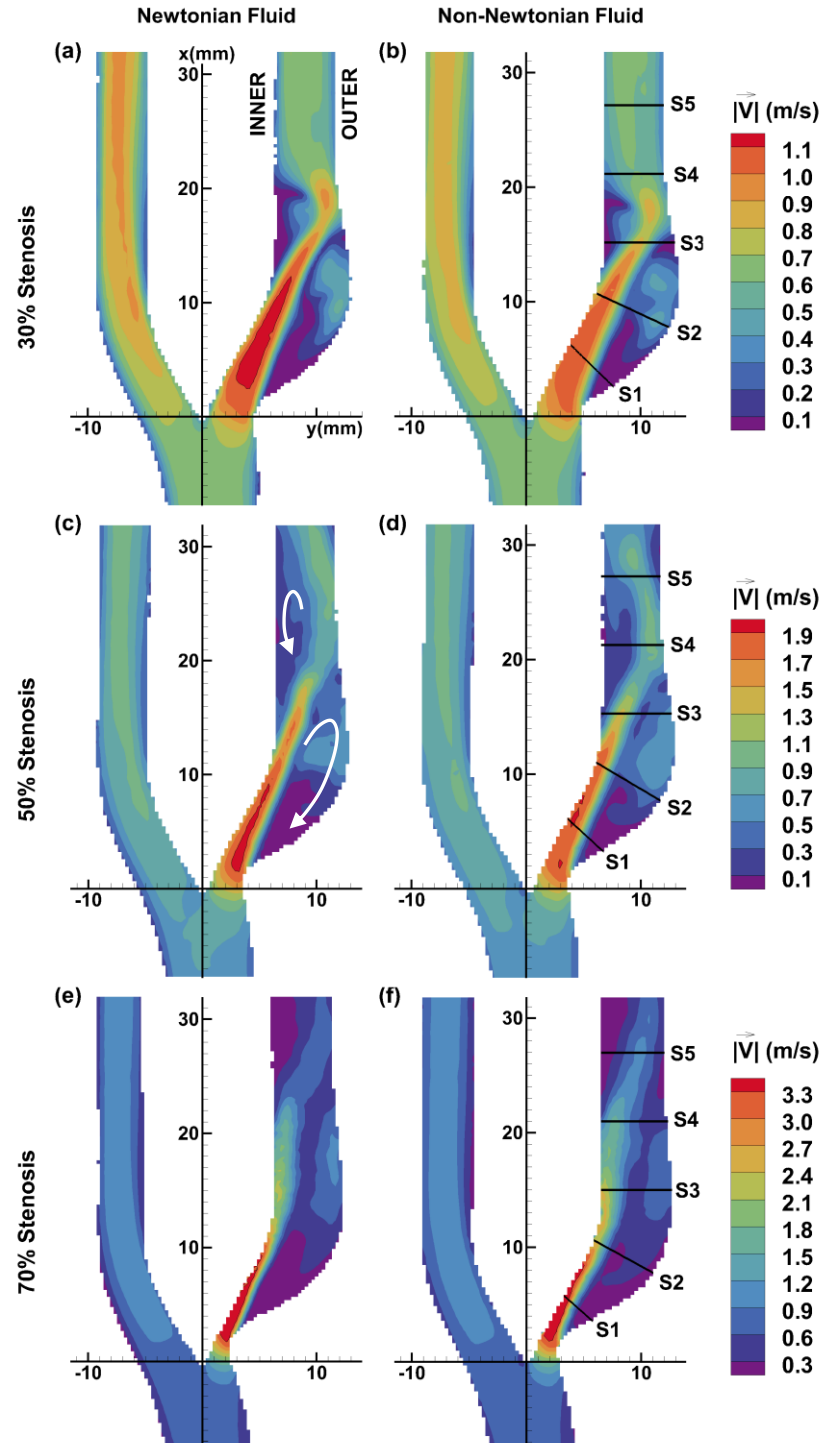 Newtonian Fluid
Non-Newtonian Fluid
30% Stenosis
(a)
x(mm)
30
20
10
-10
10
y(mm)
INNER
OUTER
(b)
30
20
10
-10
10
S5
S4
S3
S2
S1
|V| (m/s)
1.1
1.0
0.9
0.8
0.7
0.6
0.5
0.4
0.3
0.2
0.1
50% Stenosis
(c)
30
20
10
-10
10
(d)
30
20
10
-10
10
S5
S4
S3
S2
S1
|V| (m/s)
1.9
1.7
1.5
1.3
1.1
0.9
0.7
0.5
0.3
0.1
70% Stenosis
(e)
30
20
10
-10
10
(f)
30
20
10
-10
10
S5
S4
S3
S2
S1
|V| (m/s)
3.3
3.0
2.7
2.4
2.1
1.8
1.5
1.2
0.9
0.6
0.3